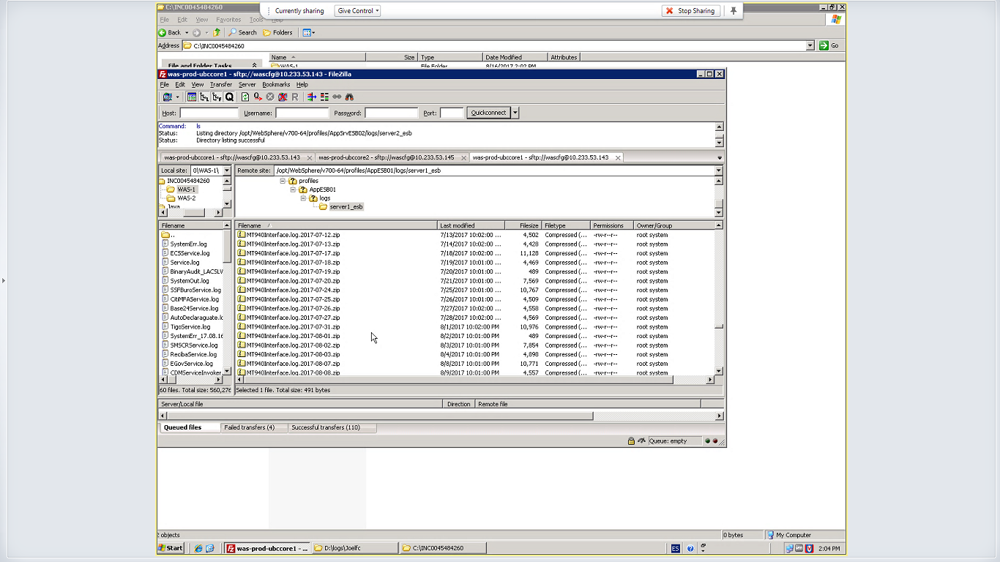 C:\INC0045484260
Currently sharing Give Control Stop Sharing
File Edit View Favorites Tools Help
Back Search Folders
Address C:\INC0045484260 Go
Name Size Type Date Modified Attributes
File and Folder Tasks WAS-1 File Folder 8/16/2017 2:02 PM
was-prod-ubccore1 - sftp://wascfg@10.233.53.143 - FileZilla
File Edit View Transfer Server Bookmarks Help
Host: Username: Password: Port: Quickconnect
Command: ls
Status: Listing directory /opt/WebSphere/v700-64/profiles/AppSrvESB02/logs/server2_esb
Status: Directory listing successful
was-prod-ubccore1 - sftp://wascfg@10.233.53.143 was-prod-ubccore2 - sftp://wascfg@10.233.53.145 was-prod-ubccore1 - sftp://wascfg@10.233.53.143
Local site: 0\WAS-1\ Remote site: /opt/WebSphere/v700-64/profiles/AppESB01/logs/server1_esb
INC0045484260 profiles
WAS-1 AppESB01
WAS-2 logs
Java server1_esb
Filename Filename Last modified Filesize Filetype Permissions Owner/Group
.. MT940Interface.log.2017-07-12.zip 7/13/2017 10:02:00 ... 4,502 Compressed (... -rw-r--r-- root system
SystemErr.log MT940Interface.log.2017-07-13.zip 7/14/2017 10:02:00 ... 4,428 Compressed (... -rw-r--r-- root system
ECSService.log MT940Interface.log.2017-07-17.zip 7/18/2017 10:02:00 ... 11,128 Compressed (... -rw-r--r-- root system
Service.log MT940Interface.log.2017-07-18.zip 7/19/2017 10:01:00 ... 4,469 Compressed (... -rw-r--r-- root system
BinaryAudit_LACSLW MT940Interface.log.2017-07-19.zip 7/20/2017 10:01:00 ... 489 Compressed (... -rw-r--r-- root system
SystemOut.log MT940Interface.log.2017-07-20.zip 7/21/2017 10:01:00 ... 7,569 Compressed (... -rw-r--r-- root system
SSFBuroService.log MT940Interface.log.2017-07-24.zip 7/25/2017 10:01:00 ... 10,767 Compressed (... -rw-r--r-- root system
CitiMFAService.log MT940Interface.log.2017-07-25.zip 7/26/2017 10:01:00 ... 4,509 Compressed (... -rw-r--r-- root system
Base24Service.log MT940Interface.log.2017-07-26.zip 7/27/2017 10:02:00 ... 4,558 Compressed (... -rw-r--r-- root system
AutoDeclaraguate.lo MT940Interface.log.2017-07-27.zip 7/28/2017 10:02:00 ... 4,569 Compressed (... -rw-r--r-- root system
TigoService.log MT940Interface.log.2017-07-31.zip 8/1/2017 10:02:00 PM 10,976 Compressed (... -rw-r--r-- root system
SystemErr_17.08.16 MT940Interface.log.2017-08-01.zip 8/2/2017 10:01:00 PM 489 Compressed (... -rw-r--r-- root system
SMSCRService.log MT940Interface.log.2017-08-02.zip 8/3/2017 10:01:00 PM 7,854 Compressed (... -rw-r--r-- root system
RecibaService.log MT940Interface.log.2017-08-03.zip 8/4/2017 10:01:00 PM 4,898 Compressed (... -rw-r--r-- root system
EGovService.log MT940Interface.log.2017-08-07.zip 8/8/2017 10:01:00 PM 10,771 Compressed (... -rw-r--r-- root system
CDMServiceInvoker. MT940Interface.log.2017-08-08.zip 8/9/2017 10:01:00 PM 4,557 Compressed (... -rw-r--r-- root system
60 files. Total size: 560,276 Selected 1 file. Total size: 491 bytes
Server/Local file Direction Remote file
Queued files Failed transfers (4) Successful transfers (110)
Queue: empty
2 objects 0 bytes My Computer
Start was-prod-ubccore1 - ... D:\logs\Joelfc C:\INC0045484260 ES 2:04 PM